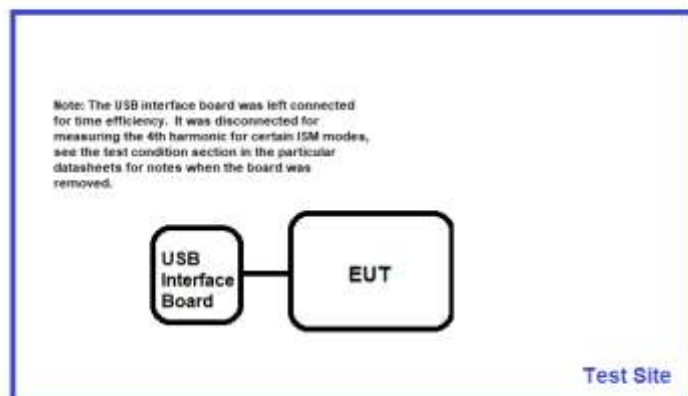 Note: The USB interface board was left connected
for time efficiency. It was disconnected for
measuring the 4th harmonic for certain ISM modes,
see the test condition section in the particular
datasheets for notes when the board was
removed.
USB
Interface
Board
EUT
Test Site